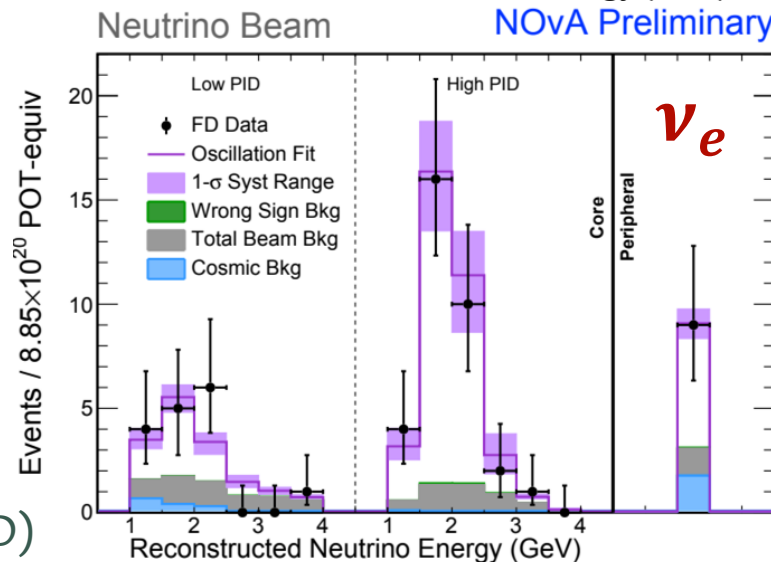 Neutrino Beam
NOvA Preliminary
Events / 8.85×10²⁰ POT-equiv
20
15
10
5
0
Low PID
High PID
FD Data
Oscillation Fit
1-σ Syst Range
Wrong Sign Bkg
Total Beam Bkg
Cosmic Bkg
Core
Peripheral
νₑ
1 2 3 4 1 2 3 4
Reconstructed Neutrino Energy (GeV)
D)